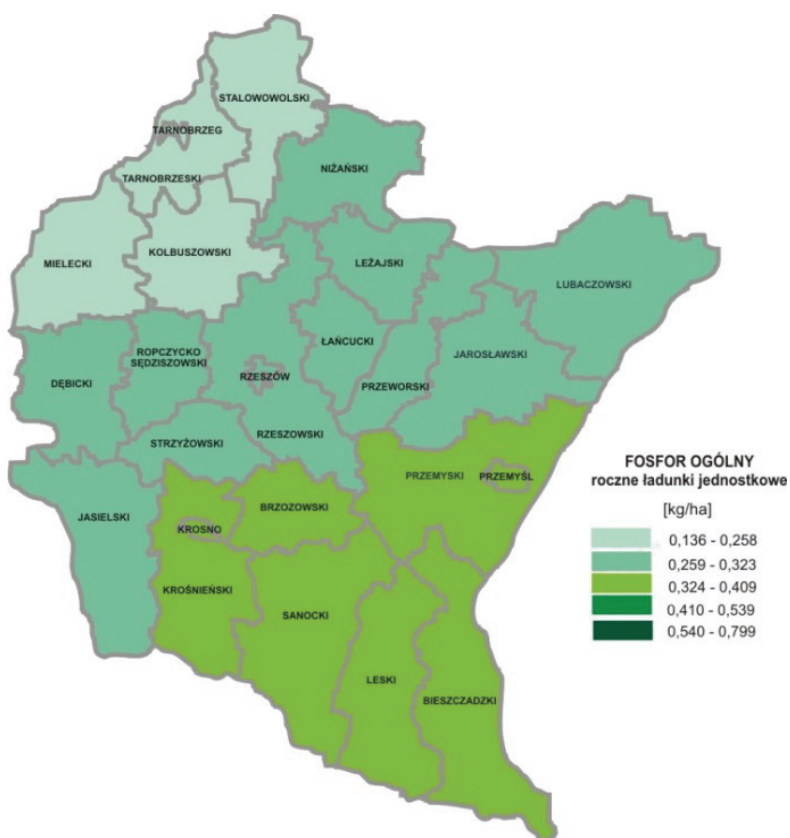 STALOWOWOLSKI
TARNOBRZEG
NIŻAŃSKI
TARNOBRZESKI
KOLBUSZOWSKI
MIELECKI
LEŻAJSKI
LUBACZOWSKI
ŁAŃCUCKI
ROPCZYCKO
SĘDZISZOWSKI
JAROSŁAWSKI
RZESZÓW
DĘBICKI
PRZEWORSKI
STRZYŻOWSKI
RZESZOWSKI
PRZEMYSKI
PRZEMYŚL
BRZOZOWSKI
JASIELSKI
KROSNO
KROŚNIEŃSKI
SANOCKI
LESKI
BIESZCZADZKI
FOSFOR OGÓLNY
roczne ładunki jednostkowe
[kg/ha]
0,136 - 0,258
0,259 - 0,323
0,324 - 0,409
0,410 - 0,539
0,540 - 0,799